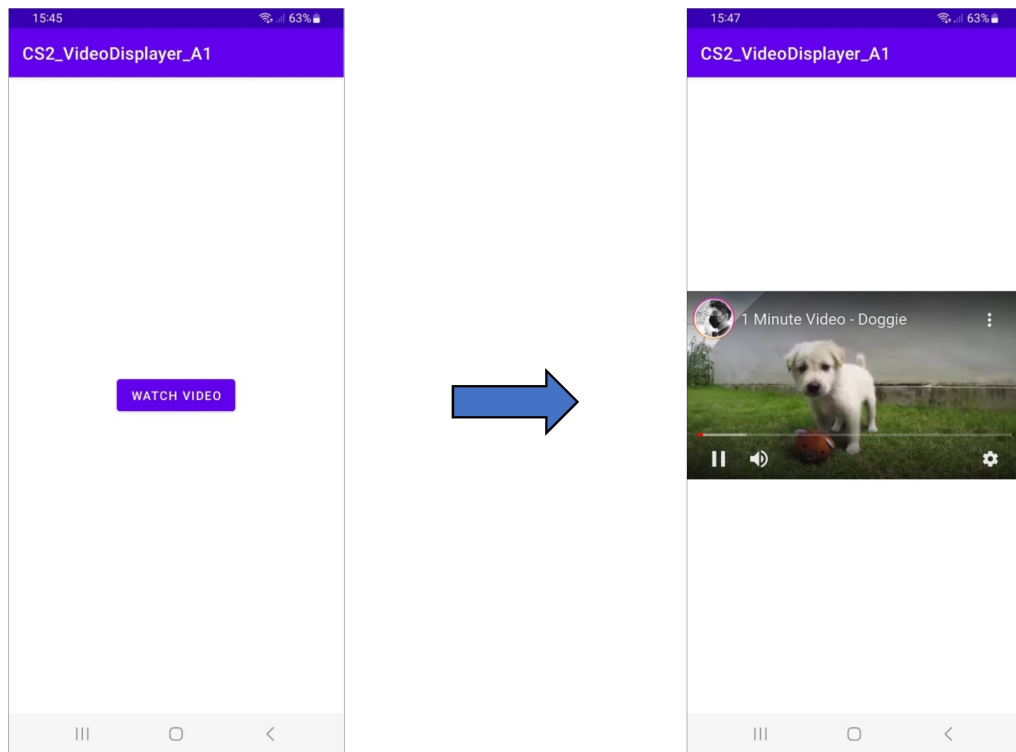 15:45
63%
CS2_VideoDisplayer_A1
WATCH VIDEO
15:47
63%
CS2_VideoDisplayer_A1
1 Minute Video - Doggie